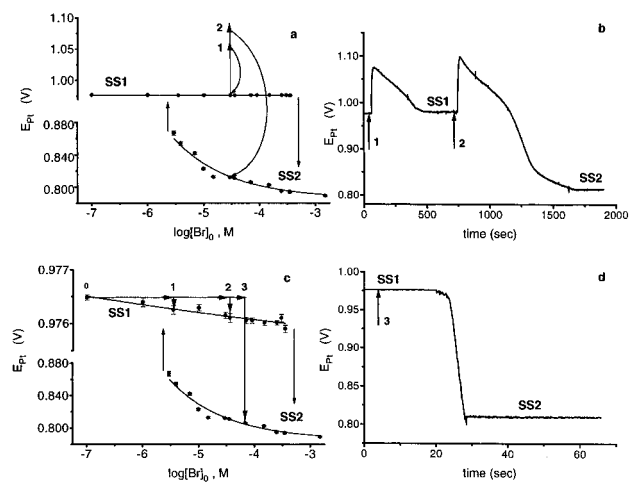 a
1.10
1.05
1.00
0.880
0.840
0.800
E_Pt (V)
2
1
SS1
SS2
-7 -6 -5 -4 -3
log[Br]₀ , M
b
1.10
1.00
0.90
0.80
E_Pt (V)
SS1
1
2
SS2
0 500 1000 1500 2000
time (sec)
c
0.977
0.976
0.880
0.840
0.800
E_Pt (V)
0
1
2 3
SS1
SS2
-7 -6 -5 -4 -3
log[Br]₀ , M
d
1.00
0.95
0.90
0.85
0.80
E_Pt (V)
SS1
3
SS2
0 20 40 60
time (sec)